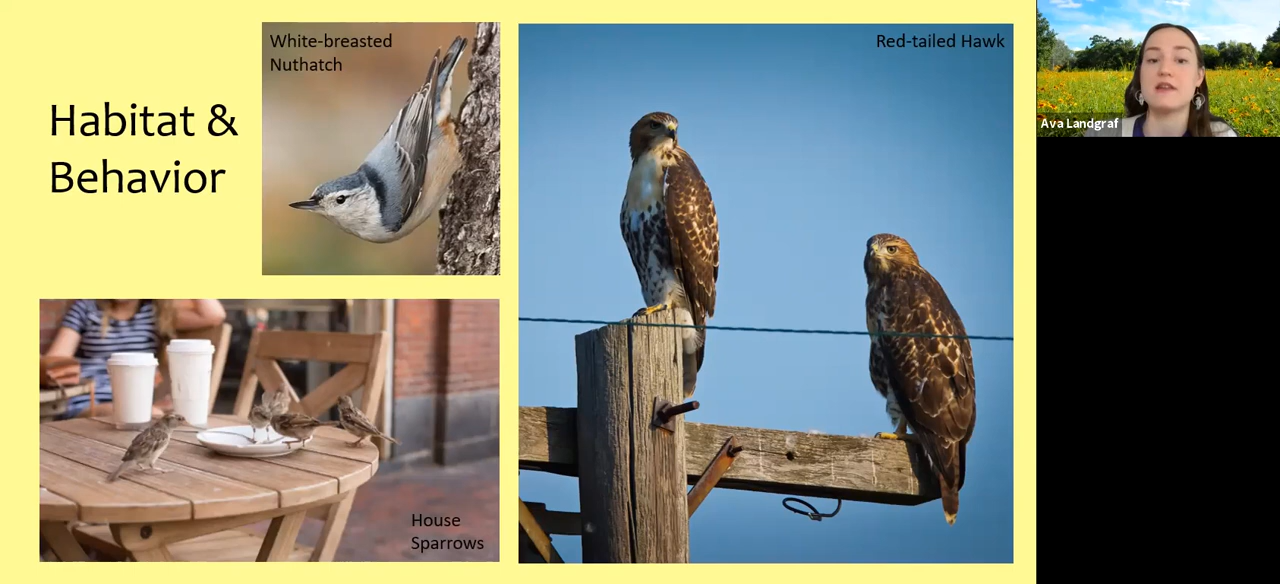 Habitat &
Behavior
White-breasted
Nuthatch
Red-tailed Hawk
House
Sparrows
Ava Landgraf